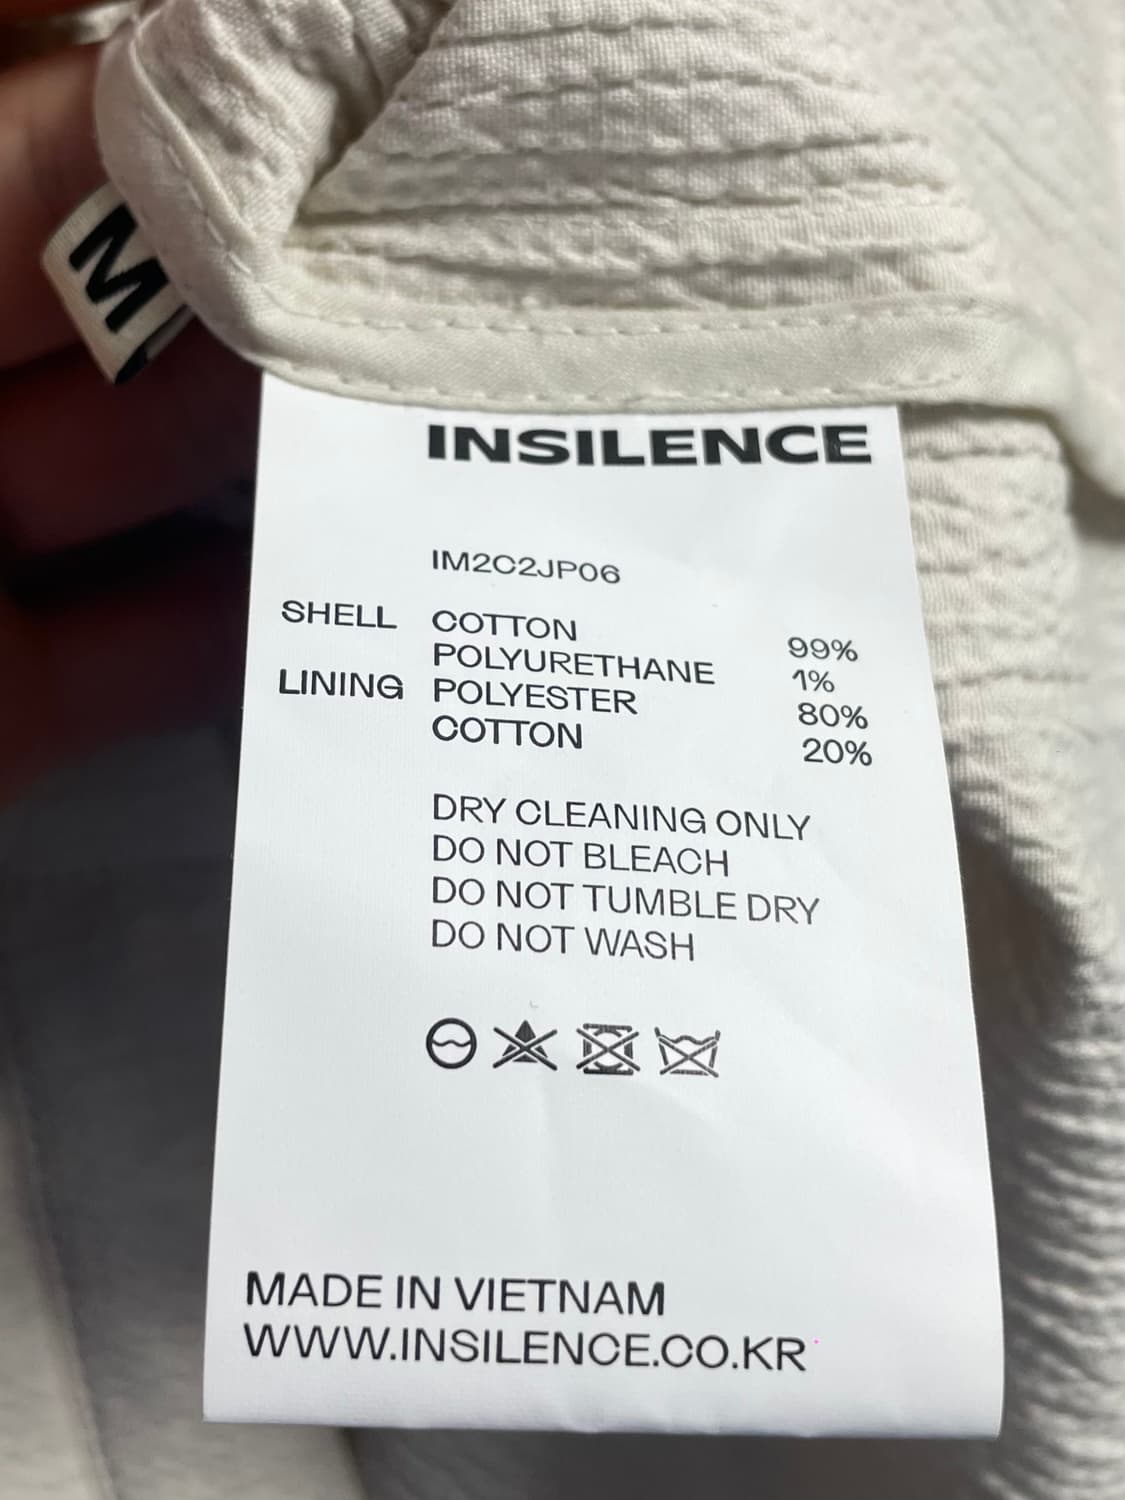 M
INSILENCE
IM2C2JP06
SHELL COTTON 99%
POLYURETHANE 1%
LINING POLYESTER 80%
COTTON 20%
DRY CLEANING ONLY
DO NOT BLEACH
DO NOT TUMBLE DRY
DO NOT WASH
MADE IN VIETNAM
WWW.INSILENCE.CO.KR